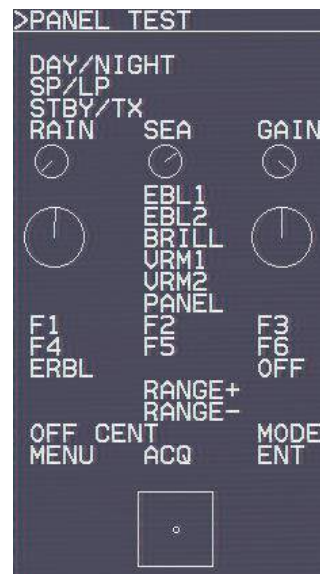 >PANEL TEST
DAY/NIGHT
SP/LP
STBY/TX
RAIN SEA GAIN
EBL1
EBL2
BRILL
VRM1
VRM2
PANEL
F1 F2 F3
F4 F5 F6
ERBL OFF
RANGE+
RANGE-
OFF CENT MODE
MENU ACQ ENT